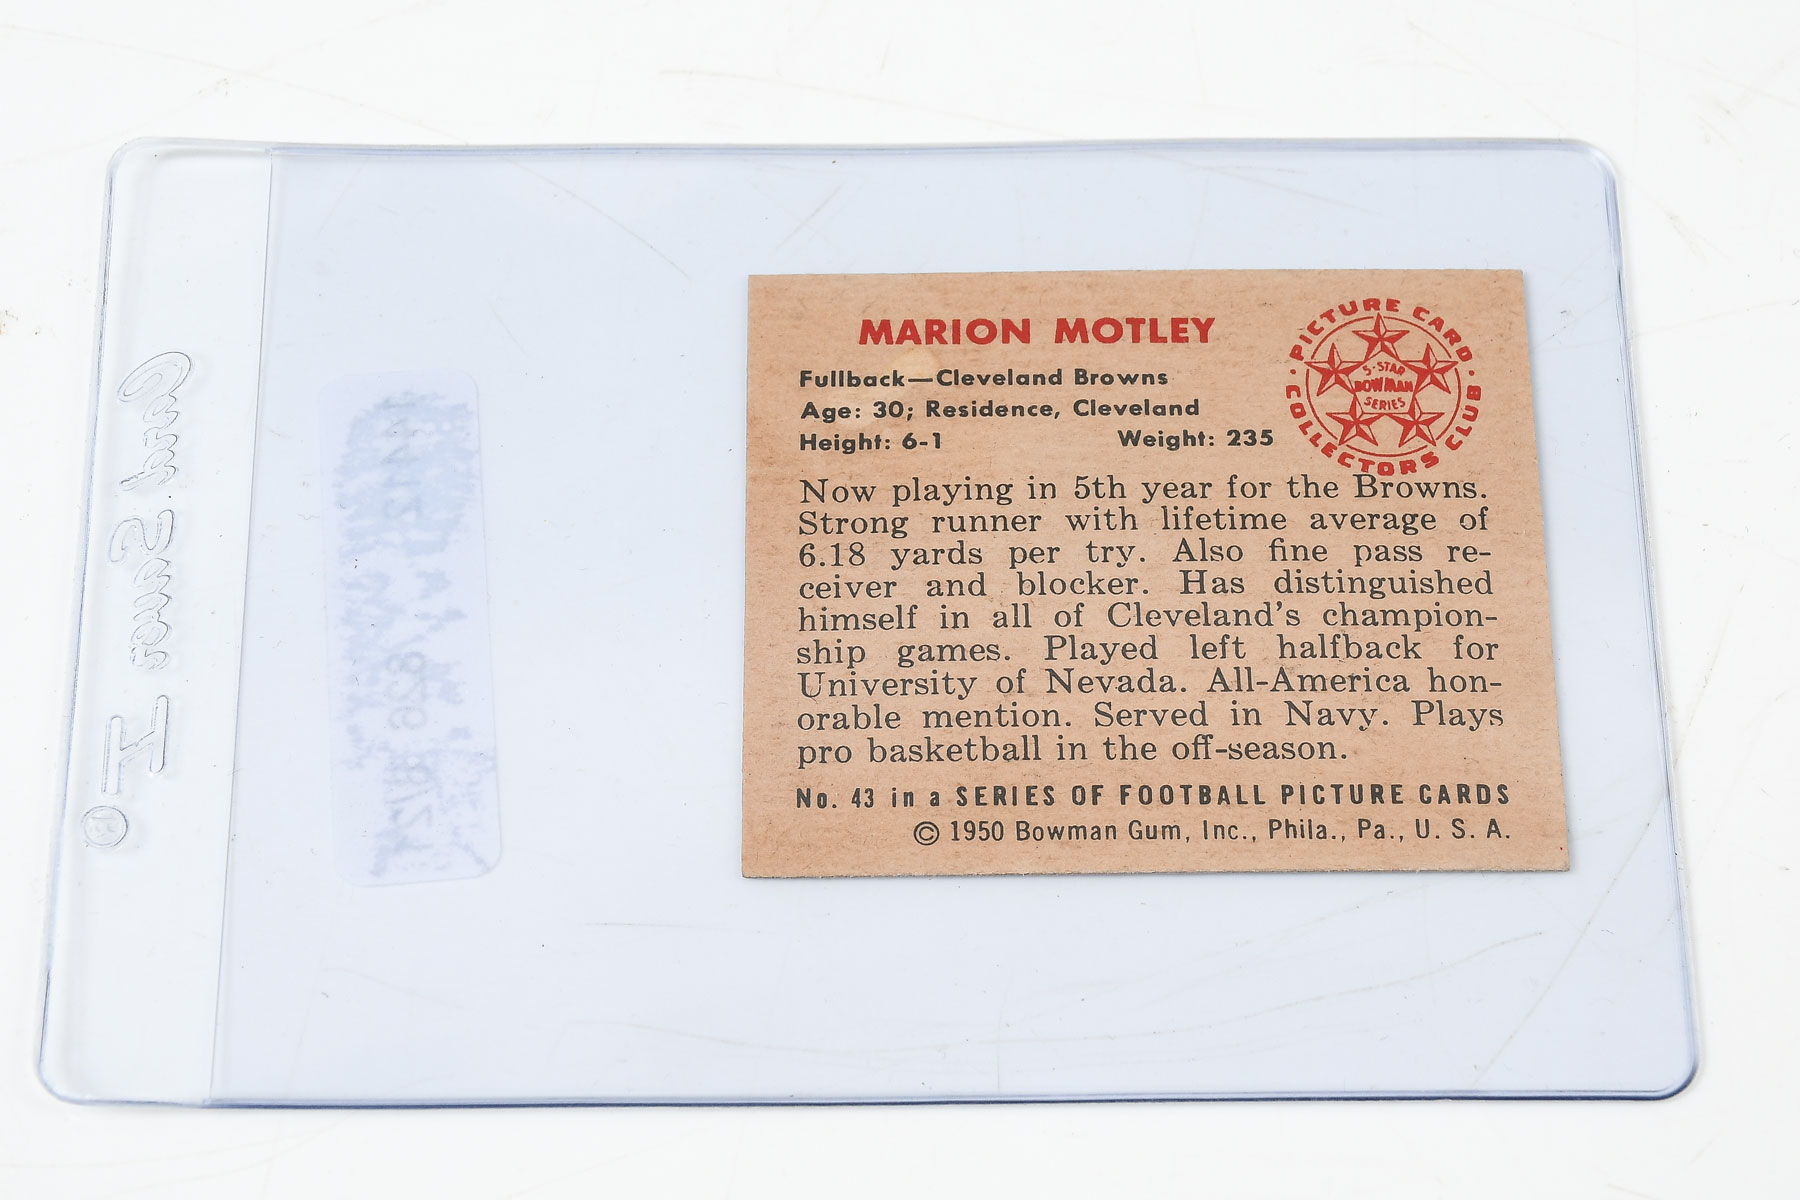 MARION MOTLEY
Fullback—Cleveland Browns
Age: 30; Residence, Cleveland
Height: 6-1 Weight: 235
PICTURE CARD
COLLECTORS CLUB
5-STAR
BOWMAN
SERIES
Now playing in 5th year for the Browns.
Strong runner with lifetime average of
6.18 yards per try. Also fine pass re-
ceiver and blocker. Has distinguished
himself in all of Cleveland's champion-
ship games. Played left halfback for
University of Nevada. All-America hon-
orable mention. Served in Navy. Plays
pro basketball in the off-season.
No. 43 in a SERIES OF FOOTBALL PICTURE CARDS
© 1950 Bowman Gum, Inc., Phila., Pa., U. S. A.
Card Saver I
®